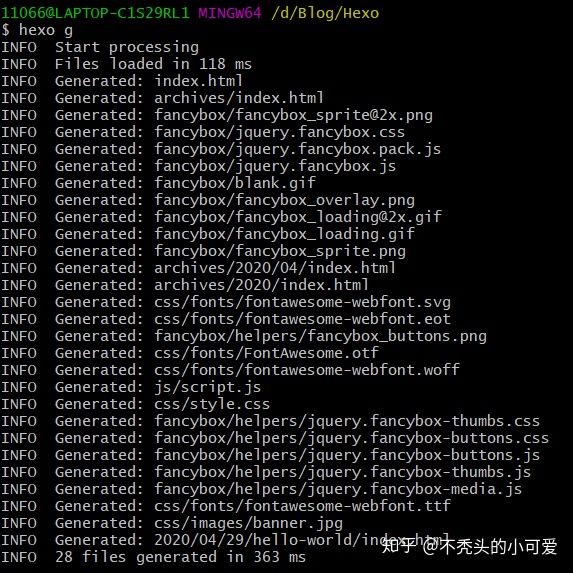 11066@LAPTOP-C1S29RL1 MINGW64 /d/Blog/Hexo
$ hexo g
INFO  Start processing
INFO  Files loaded in 118 ms
INFO  Generated: index.html
INFO  Generated: archives/index.html
INFO  Generated: fancybox/fancybox_sprite@2x.png
INFO  Generated: fancybox/jquery.fancybox.css
INFO  Generated: fancybox/jquery.fancybox.pack.js
INFO  Generated: fancybox/jquery.fancybox.js
INFO  Generated: fancybox/blank.gif
INFO  Generated: fancybox/fancybox_overlay.png
INFO  Generated: fancybox/fancybox_loading@2x.gif
INFO  Generated: fancybox/fancybox_loading.gif
INFO  Generated: fancybox/fancybox_sprite.png
INFO  Generated: archives/2020/04/index.html
INFO  Generated: archives/2020/index.html
INFO  Generated: css/fonts/fontawesome-webfont.svg
INFO  Generated: css/fonts/fontawesome-webfont.eot
INFO  Generated: fancybox/helpers/fancybox_buttons.png
INFO  Generated: css/fonts/FontAwesome.otf
INFO  Generated: css/fonts/fontawesome-webfont.woff
INFO  Generated: js/script.js
INFO  Generated: css/style.css
INFO  Generated: fancybox/helpers/jquery.fancybox-thumbs.css
INFO  Generated: fancybox/helpers/jquery.fancybox-buttons.css
INFO  Generated: fancybox/helpers/jquery.fancybox-buttons.js
INFO  Generated: fancybox/helpers/jquery.fancybox-thumbs.js
INFO  Generated: fancybox/helpers/jquery.fancybox-media.js
INFO  Generated: css/fonts/fontawesome-webfont.ttf
INFO  Generated: css/images/banner.jpg
INFO  Generated: 2020/04/29/hello-world/index.html
INFO  28 files generated in 363 ms
知乎 @不秃头的小可爱